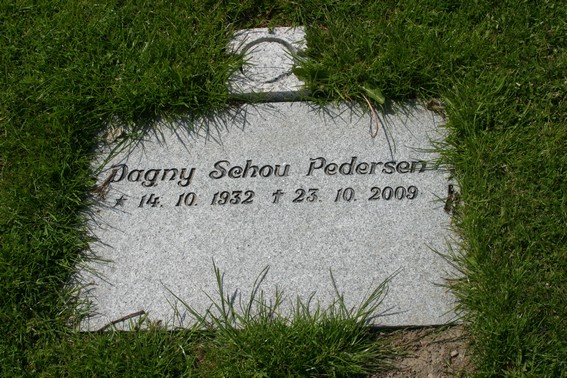 Dagny Schou Pedersen
* 14. 10. 1932 † 23. 10. 2009